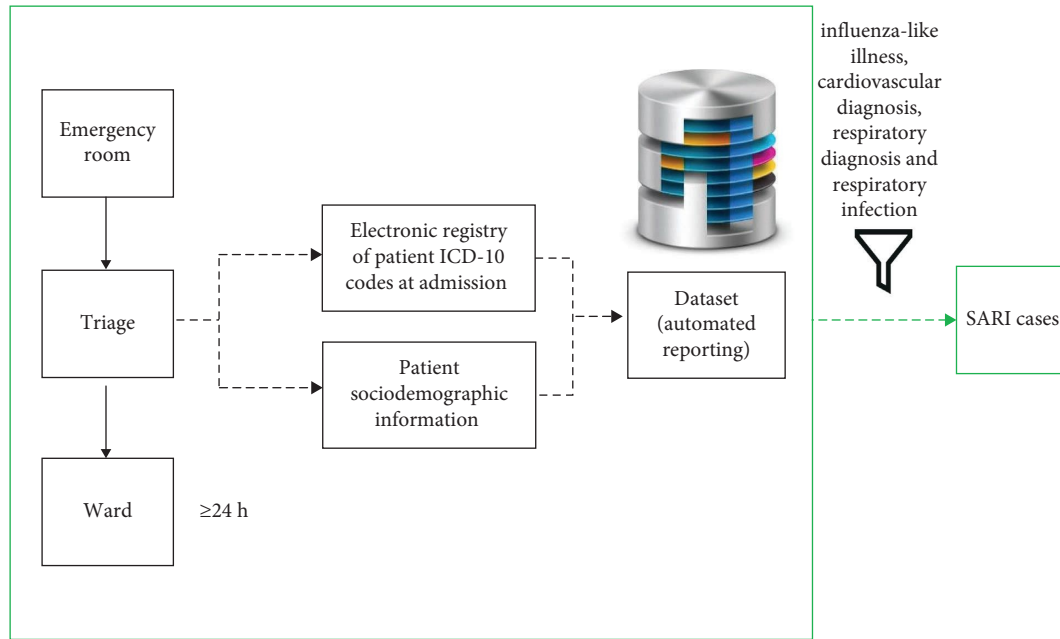 Emergency
room
Triage
Ward
≥24 h
Electronic registry
of patient ICD-10
codes at admission
Patient
sociodemographic
information
Dataset
(automated
reporting)
influenza-like
illness,
cardiovascular
diagnosis,
respiratory
diagnosis and
respiratory
infection
SARI cases